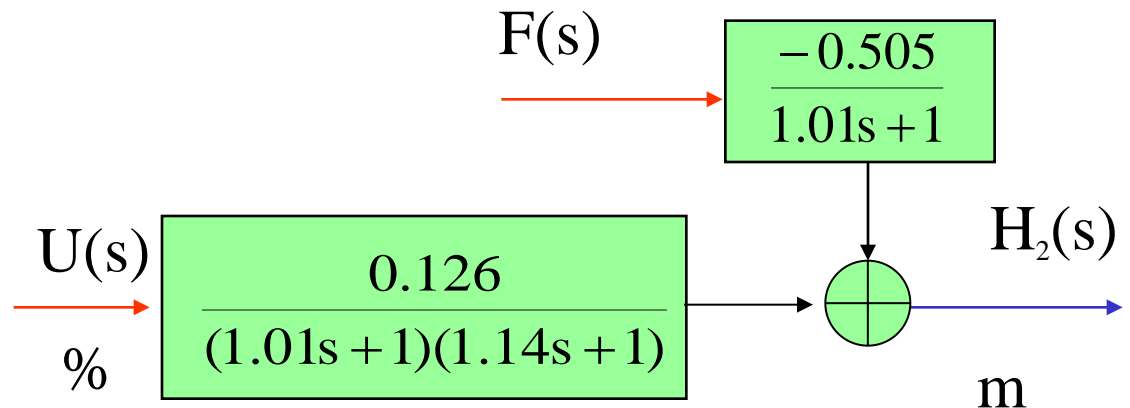 F(s)
− 0.505
1.01s + 1
U(s)
0.126
(1.01s + 1)(1.14s + 1)
%
H₂(s)
m